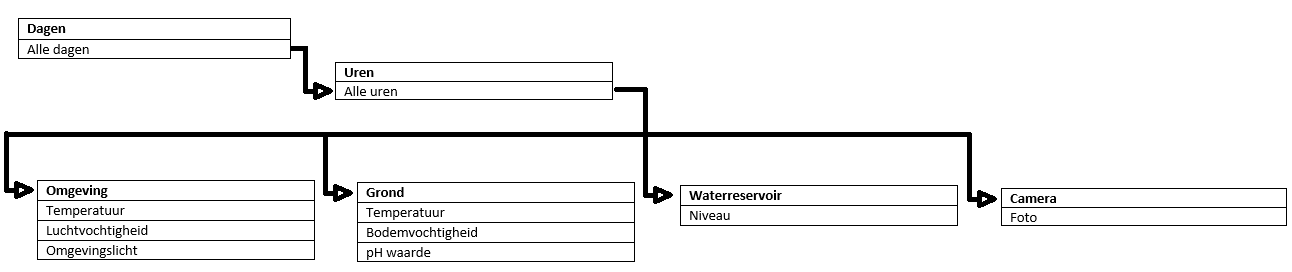 Dagen
Alle dagen
Uren
Alle uren
Omgeving
Temperatuur
Luchtvochtigheid
Omgevingslicht
Grond
Temperatuur
Bodemvochtigheid
pH waarde
Waterreservoir
Niveau
Camera
Foto